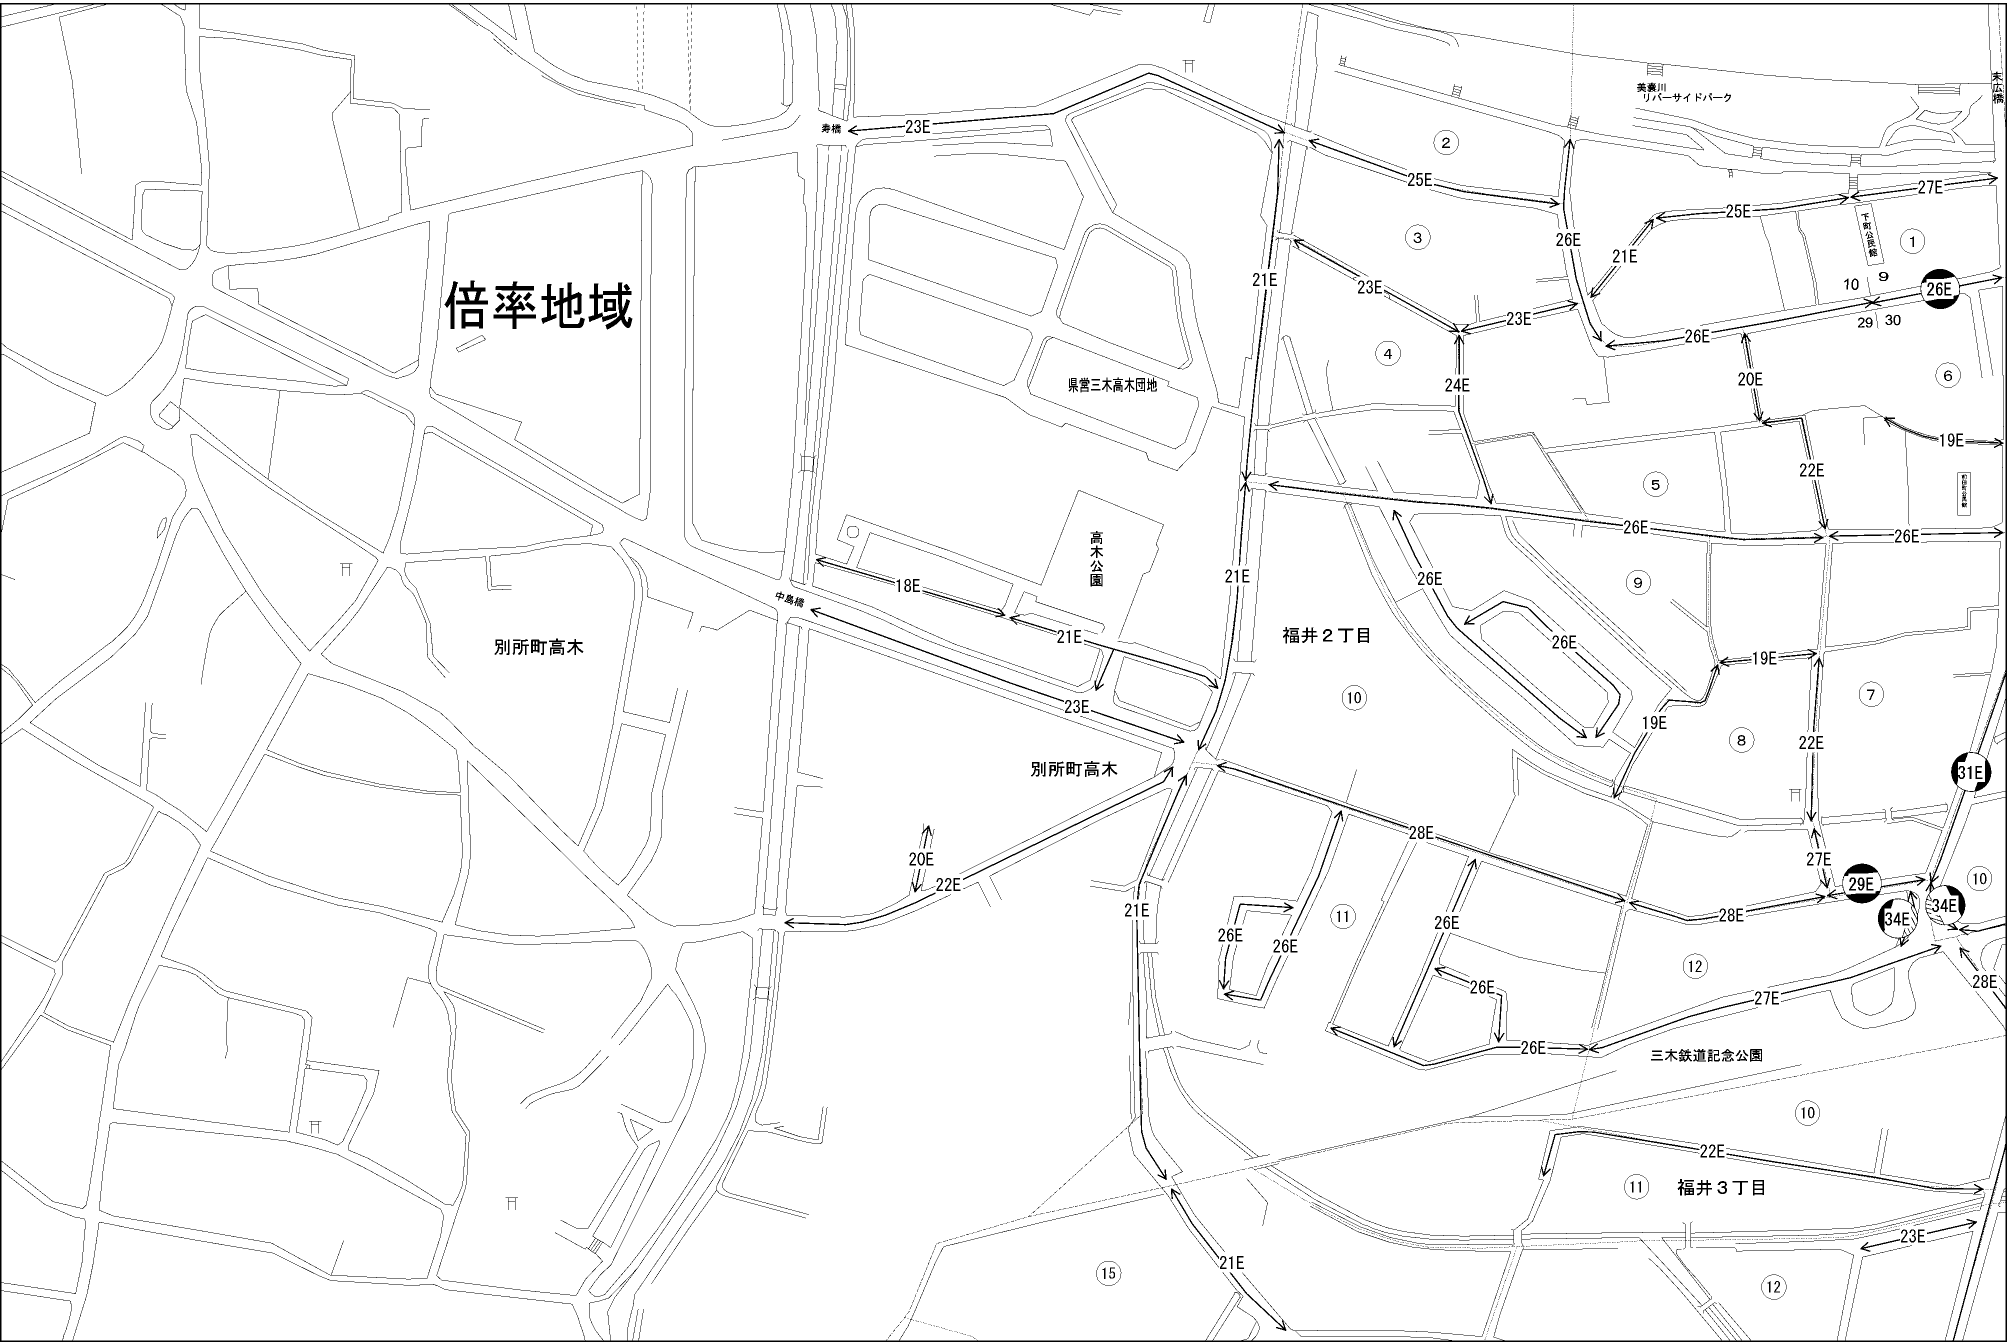 末広橋
美嚢川
リバーサイドパーク
寿橋
23E
②
25E
27E
25E
下町公民館
①
③
26E
21E
21E
23E
10
9
26E
倍率地域
23E
29
30
26E
④
県営三木高木団地
24E
20E
⑥
19E
22E
⑤
26E
26E
高木公園
21E
18E
26E
⑨
中島橋
別所町高木
21E
福井２丁目
26E
19E
⑩
⑦
23E
19E
⑧
22E
別所町高木
31E
28E
20E
27E
22E
29E
⑩
34E
34E
21E
⑪
28E
26E
26E
26E
⑫
28E
26E
27E
26E
三木鉄道記念公園
⑩
22E
⑪
福井３丁目
23E
21E
⑮
⑫